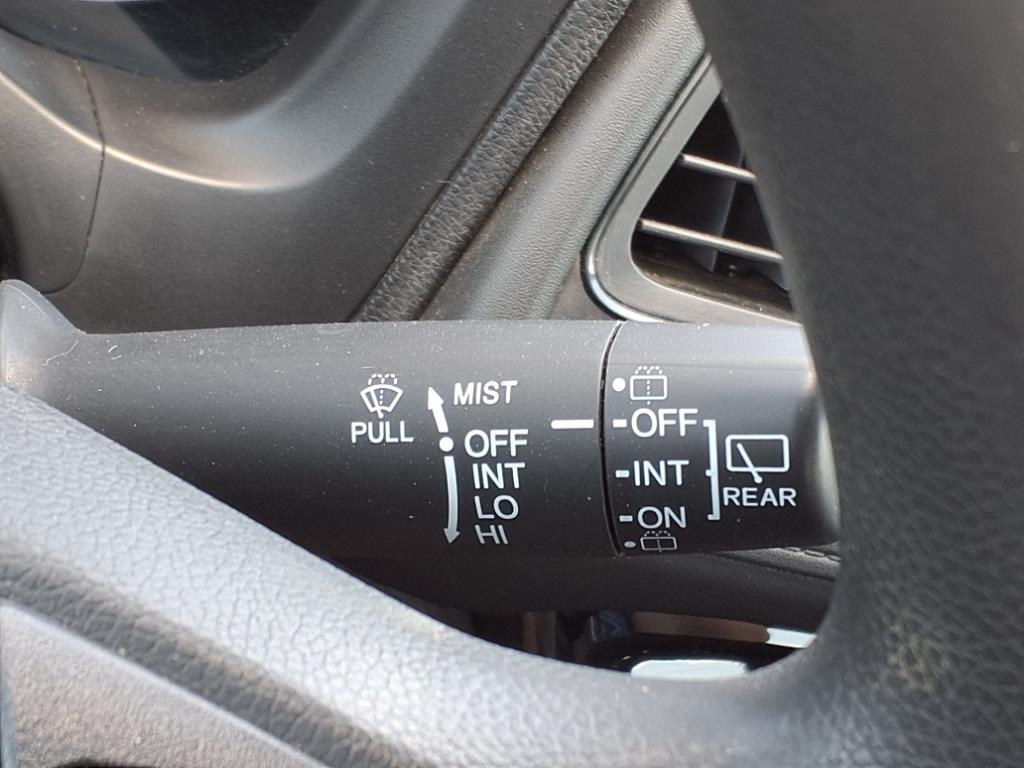 MIST
PULL
OFF
INT
LO
HI
OFF
INT
ON
REAR